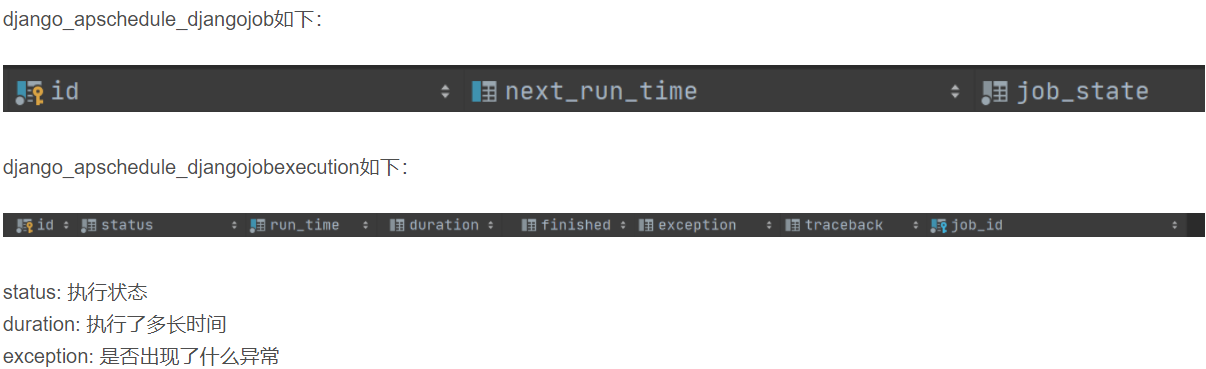 django_apschedule_djangojob如下：
id next_run_time job_state
django_apschedule_djangojobexecution如下：
id status run_time duration finished exception traceback job_id
status: 执行状态
duration: 执行了多长时间
exception: 是否出现了什么异常